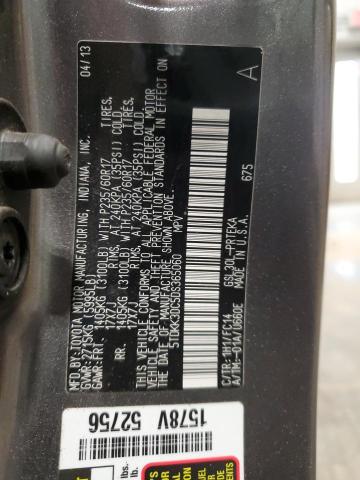 MFD. BY: TOYOTA MOTOR MANUFACTURING, INDIANA, INC. 04/13
GVWR: 2715KG (5995LB)
GAWR: FRT. 1405KG (3100LB) WITH P235/60R17 TIRES,
17X7J RIMS, AT 240KPA (35PSI) COLD
RR. 1405KG (3100LB) WITH P235/60R17 TIRES,
17X7J RIMS, AT 240KPA (35PSI) COLD
THIS VEHICLE CONFORMS TO ALL APPLICABLE FEDERAL MOTOR
VEHICLE SAFETY AND THEFT PREVENTION STANDARDS IN EFFECT
ON THE DATE OF MANUFACTURE SHOWN ABOVE.
5TDKK3DC5DS365060 MPV
A
C/TR: 1H1/FC14 675
A/TM: -01A/U660E GSL30L-PRTEKA
MADE IN U.S.A.
1578V
52756
lbs.